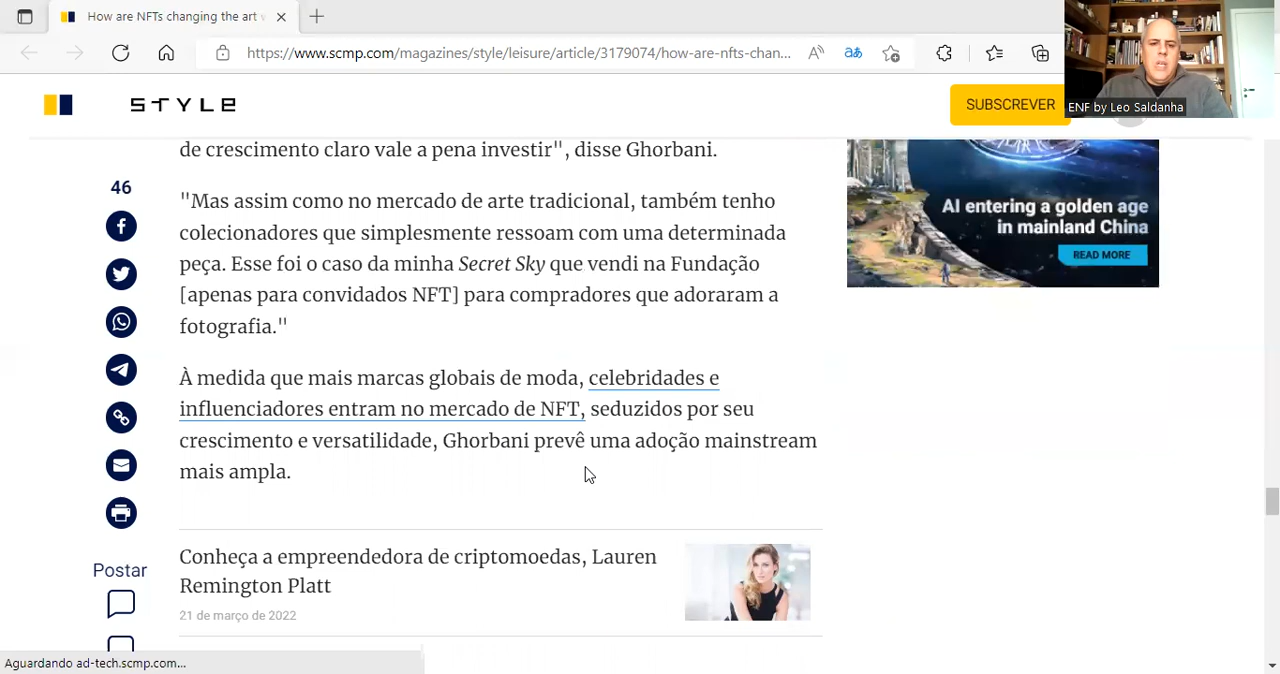 How are NFTs changing the art v
https://www.scmp.com/magazines/style/leisure/article/3179074/how-are-nfts-chan...
aあ
ENF by Leo Saldanha
STYLE
SUBSCREVER
de crescimento claro vale a pena investir", disse Ghorbani.
46
"Mas assim como no mercado de arte tradicional, também tenho
colecionadores que simplesmente ressoam com uma determinada
peça. Esse foi o caso da minha Secret Sky que vendi na Fundação
[apenas para convidados NFT] para compradores que adoraram a
fotografia."
À medida que mais marcas globais de moda, celebridades e
influenciadores entram no mercado de NFT, seduzidos por seu
crescimento e versatilidade, Ghorbani prevê uma adoção mainstream
mais ampla.
AI entering a golden age
in mainland China
READ MORE
Postar
Conheça a empreendedora de criptomoedas, Lauren
Remington Platt
21 de março de 2022
Aguardando ad-tech.scmp.com...